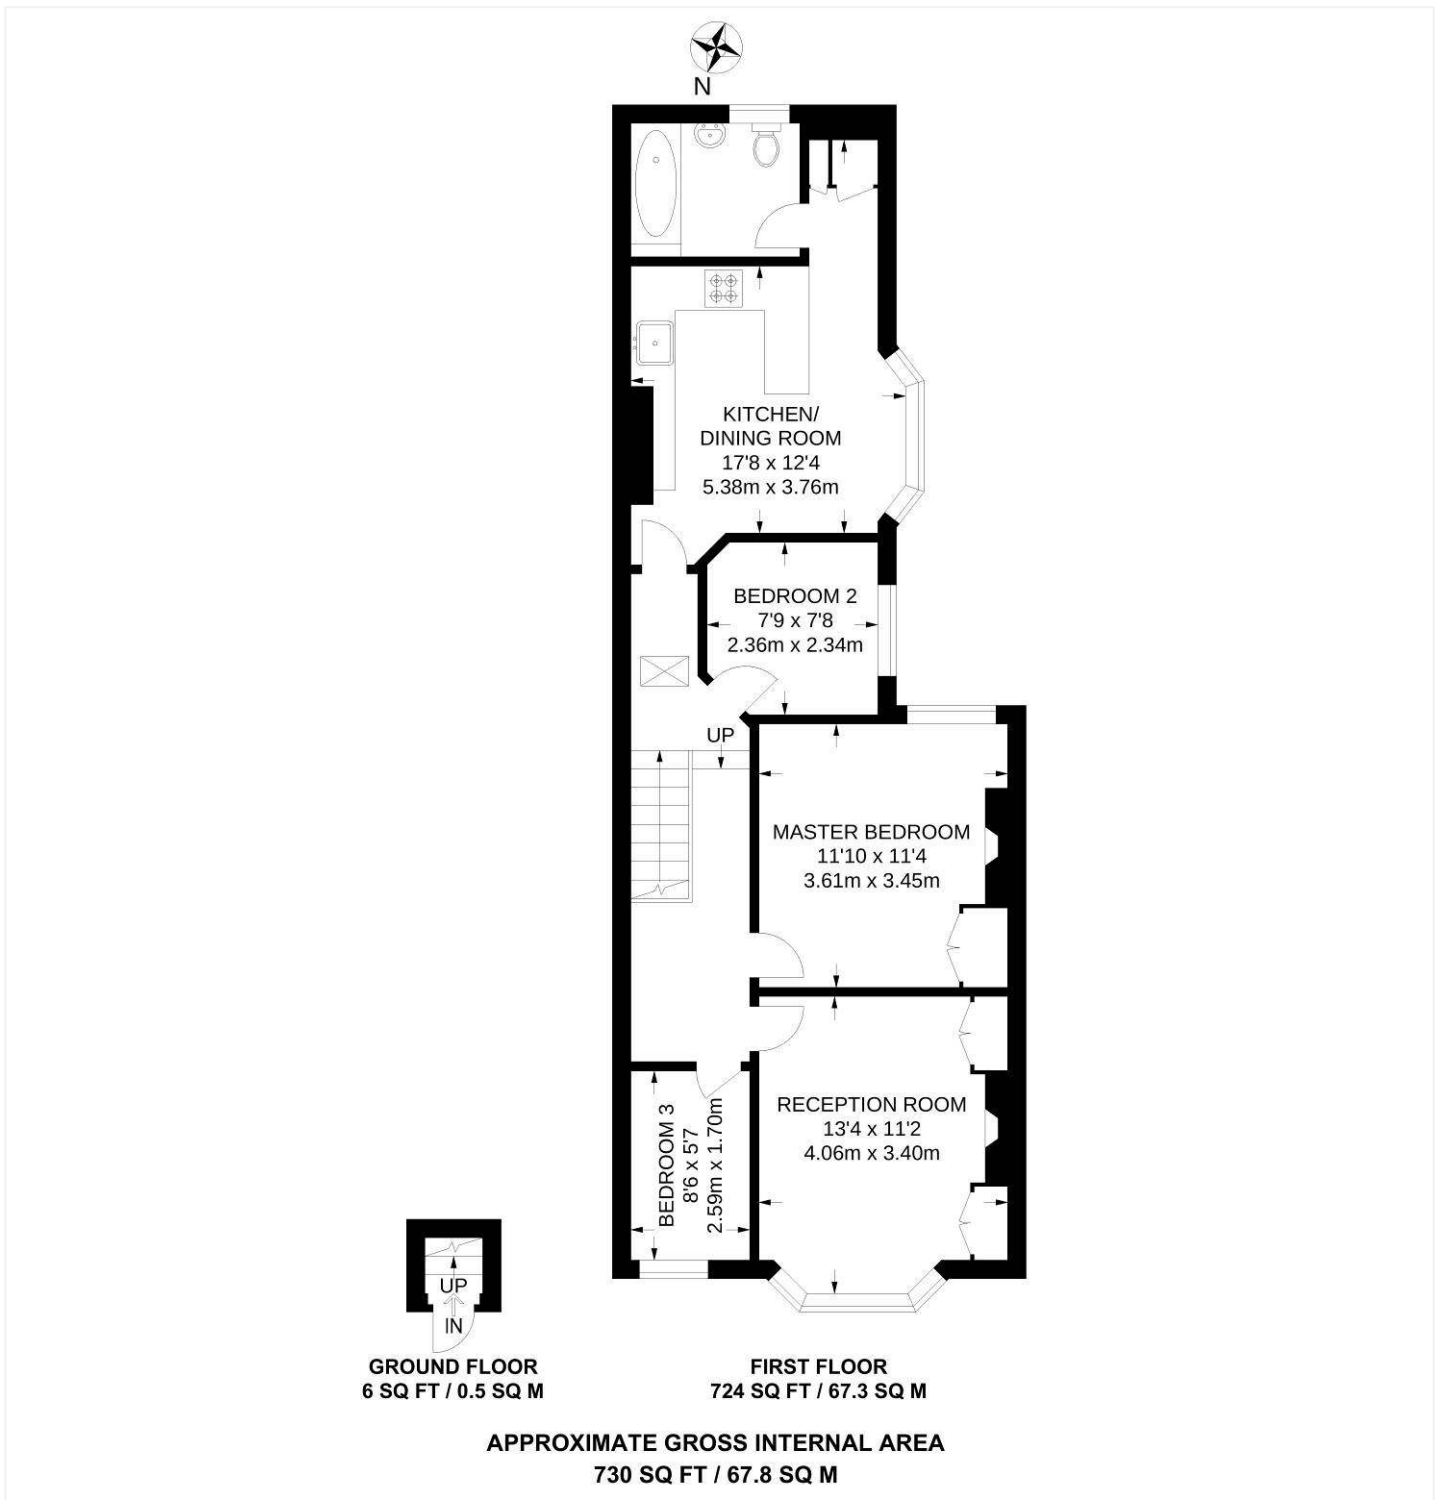 N
KITCHEN/
DINING ROOM
17'8 x 12'4
5.38m x 3.76m
BEDROOM 2
7'9 x 7'8
2.36m x 2.34m
UP
MASTER BEDROOM
11'10 x 11'4
3.61m x 3.45m
RECEPTION ROOM
13'4 x 11'2
4.06m x 3.40m
BEDROOM 3
8'6 x 5'7
2.59m x 1.70m
UP
IN
GROUND FLOOR
6 SQ FT / 0.5 SQ M
FIRST FLOOR
724 SQ FT / 67.3 SQ M
APPROXIMATE GROSS INTERNAL AREA
730 SQ FT / 67.8 SQ M